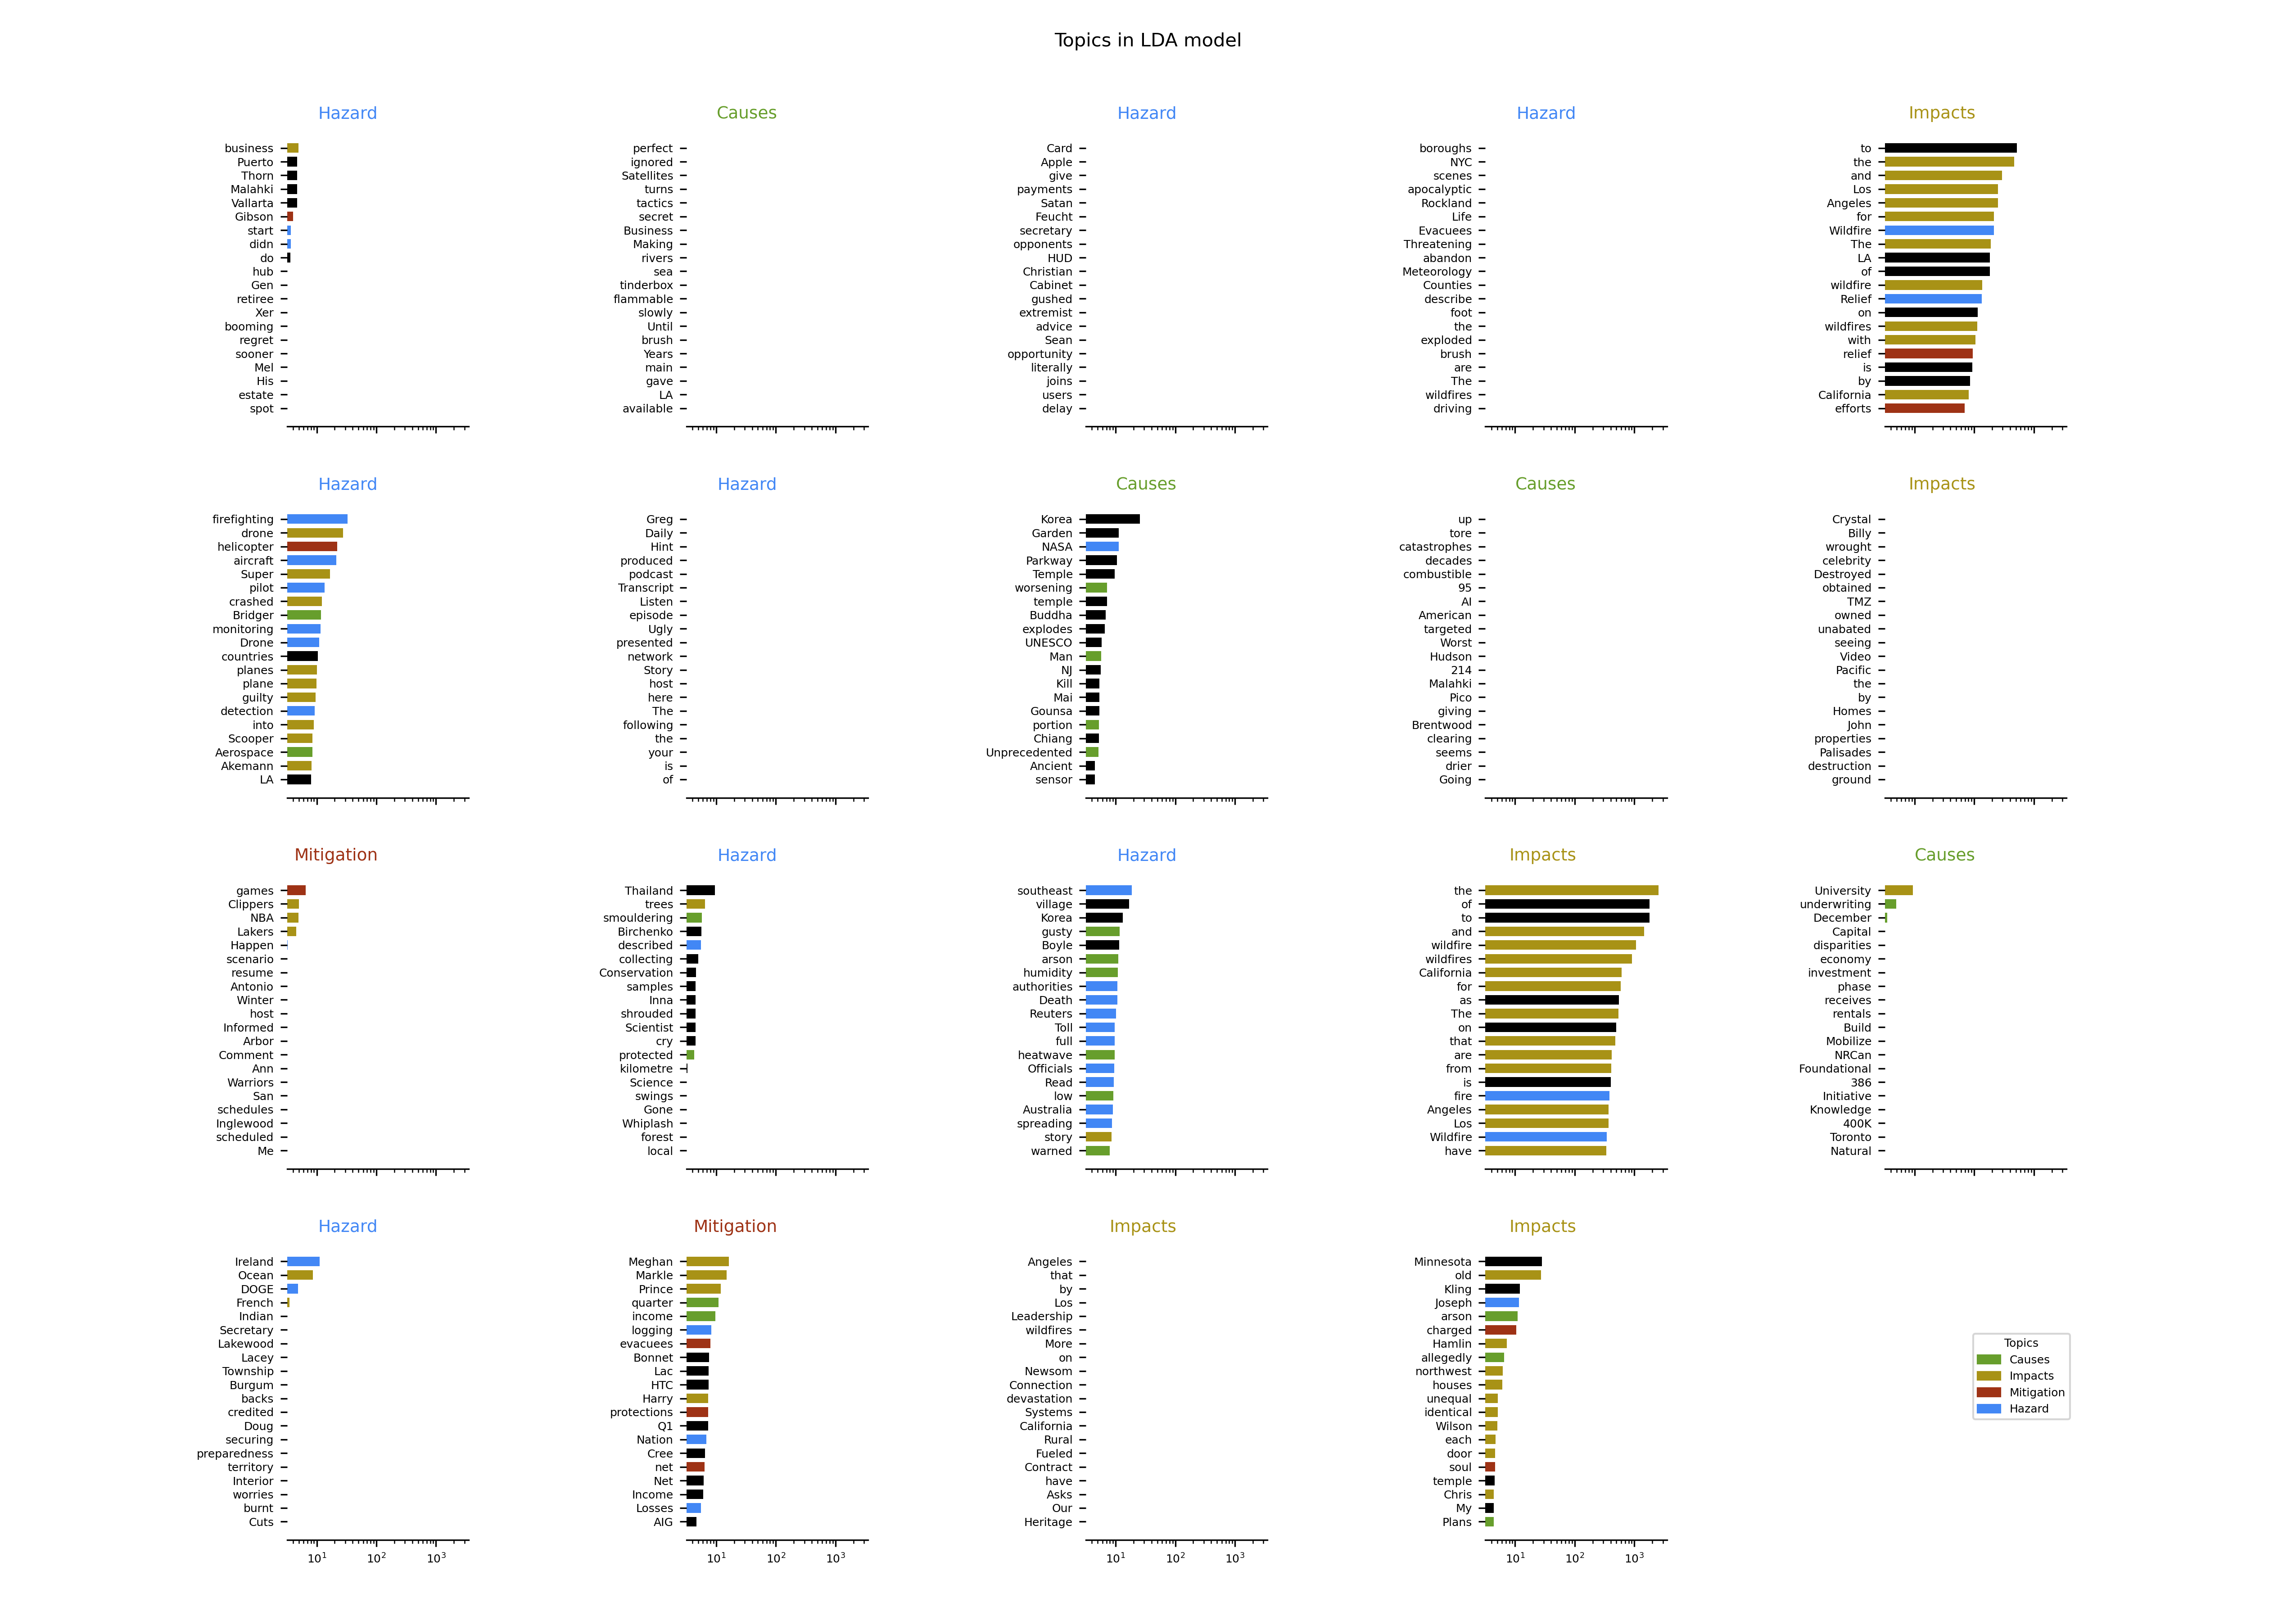 Topics in LDA model
Hazard
business
Puerto
Thorn
Malahki
Vallarta
Gibson
start
didn
do
hub
Gen
retiree
Xer
booming
regret
sooner
Mel
His
estate
spot
Causes
perfect
ignored
Satellites
turns
tactics
secret
Business
Making
rivers
sea
tinderbox
flammable
slowly
Until
brush
Years
main
gave
LA
available
Hazard
Card
Apple
give
payments
Satan
Feucht
secretary
opponents
HUD
Christian
Cabinet
gushed
extremist
advice
Sean
opportunity
literally
joins
users
delay
Hazard
boroughs
NYC
scenes
apocalyptic
Rockland
Life
Evacuees
Threatening
abandon
Meteorology
Counties
describe
foot
the
exploded
brush
are
The
wildfires
driving
Impacts
to
the
and
Los
Angeles
for
Wildfire
The
LA
of
wildfire
Relief
on
wildfires
with
relief
is
by
California
efforts
Hazard
firefighting
drone
helicopter
aircraft
Super
pilot
crashed
Bridger
monitoring
Drone
countries
planes
plane
guilty
detection
into
Scooper
Aerospace
Akemann
LA
Hazard
Greg
Daily
Hint
produced
podcast
Transcript
Listen
episode
Ugly
presented
network
Story
host
here
The
following
the
your
is
of
Causes
Korea
Garden
NASA
Parkway
Temple
worsening
temple
Buddha
explodes
UNESCO
Man
NJ
Kill
Mai
Gounsa
portion
Chiang
Unprecedented
Ancient
sensor
Causes
up
tore
catastrophes
decades
combustible
95
AI
American
targeted
Worst
Hudson
214
Malahki
Pico
giving
Brentwood
clearing
seems
drier
Going
Impacts
Crystal
Billy
wrought
celebrity
Destroyed
obtained
TMZ
owned
unabated
seeing
Video
Pacific
the
by
Homes
John
properties
Palisades
destruction
ground
Mitigation
games
Clippers
NBA
Lakers
Happen
scenario
resume
Antonio
Winter
host
Informed
Arbor
Comment
Ann
Warriors
San
schedules
Inglewood
scheduled
Me
Hazard
Thailand
trees
smouldering
Birchenko
described
collecting
Conservation
samples
Inna
shrouded
Scientist
cry
protected
kilometre
Science
swings
Gone
Whiplash
forest
local
Hazard
southeast
village
Korea
gusty
Boyle
arson
humidity
authorities
Death
Reuters
Toll
full
heatwave
Officials
Read
low
Australia
spreading
story
warned
Impacts
the
of
to
and
wildfire
wildfires
California
for
as
The
on
that
are
from
is
fire
Angeles
Los
Wildfire
have
Causes
University
underwriting
December
Capital
disparities
economy
investment
phase
receives
rentals
Build
Mobilize
NRCan
Foundational
386
Initiative
Knowledge
400K
Toronto
Natural
Hazard
Ireland
Ocean
DOGE
French
Indian
Secretary
Lakewood
Lacey
Township
Burgum
backs
credited
Doug
securing
preparedness
territory
Interior
worries
burnt
Cuts
10¹ 10² 10³
Mitigation
Meghan
Markle
Prince
quarter
income
logging
evacuees
Bonnet
Lac
HTC
Harry
protections
Q1
Nation
Cree
net
Net
Income
Losses
AIG
10¹ 10² 10³
Impacts
Angeles
that
by
Los
Leadership
wildfires
More
on
Newsom
Connection
devastation
Systems
California
Rural
Fueled
Contract
have
Asks
Our
Heritage
10¹ 10² 10³
Impacts
Minnesota
old
Kling
Joseph
arson
charged
Hamlin
allegedly
northwest
houses
unequal
identical
Wilson
each
door
soul
temple
Chris
My
Plans
10¹ 10² 10³
Topics
Causes
Impacts
Mitigation
Hazard